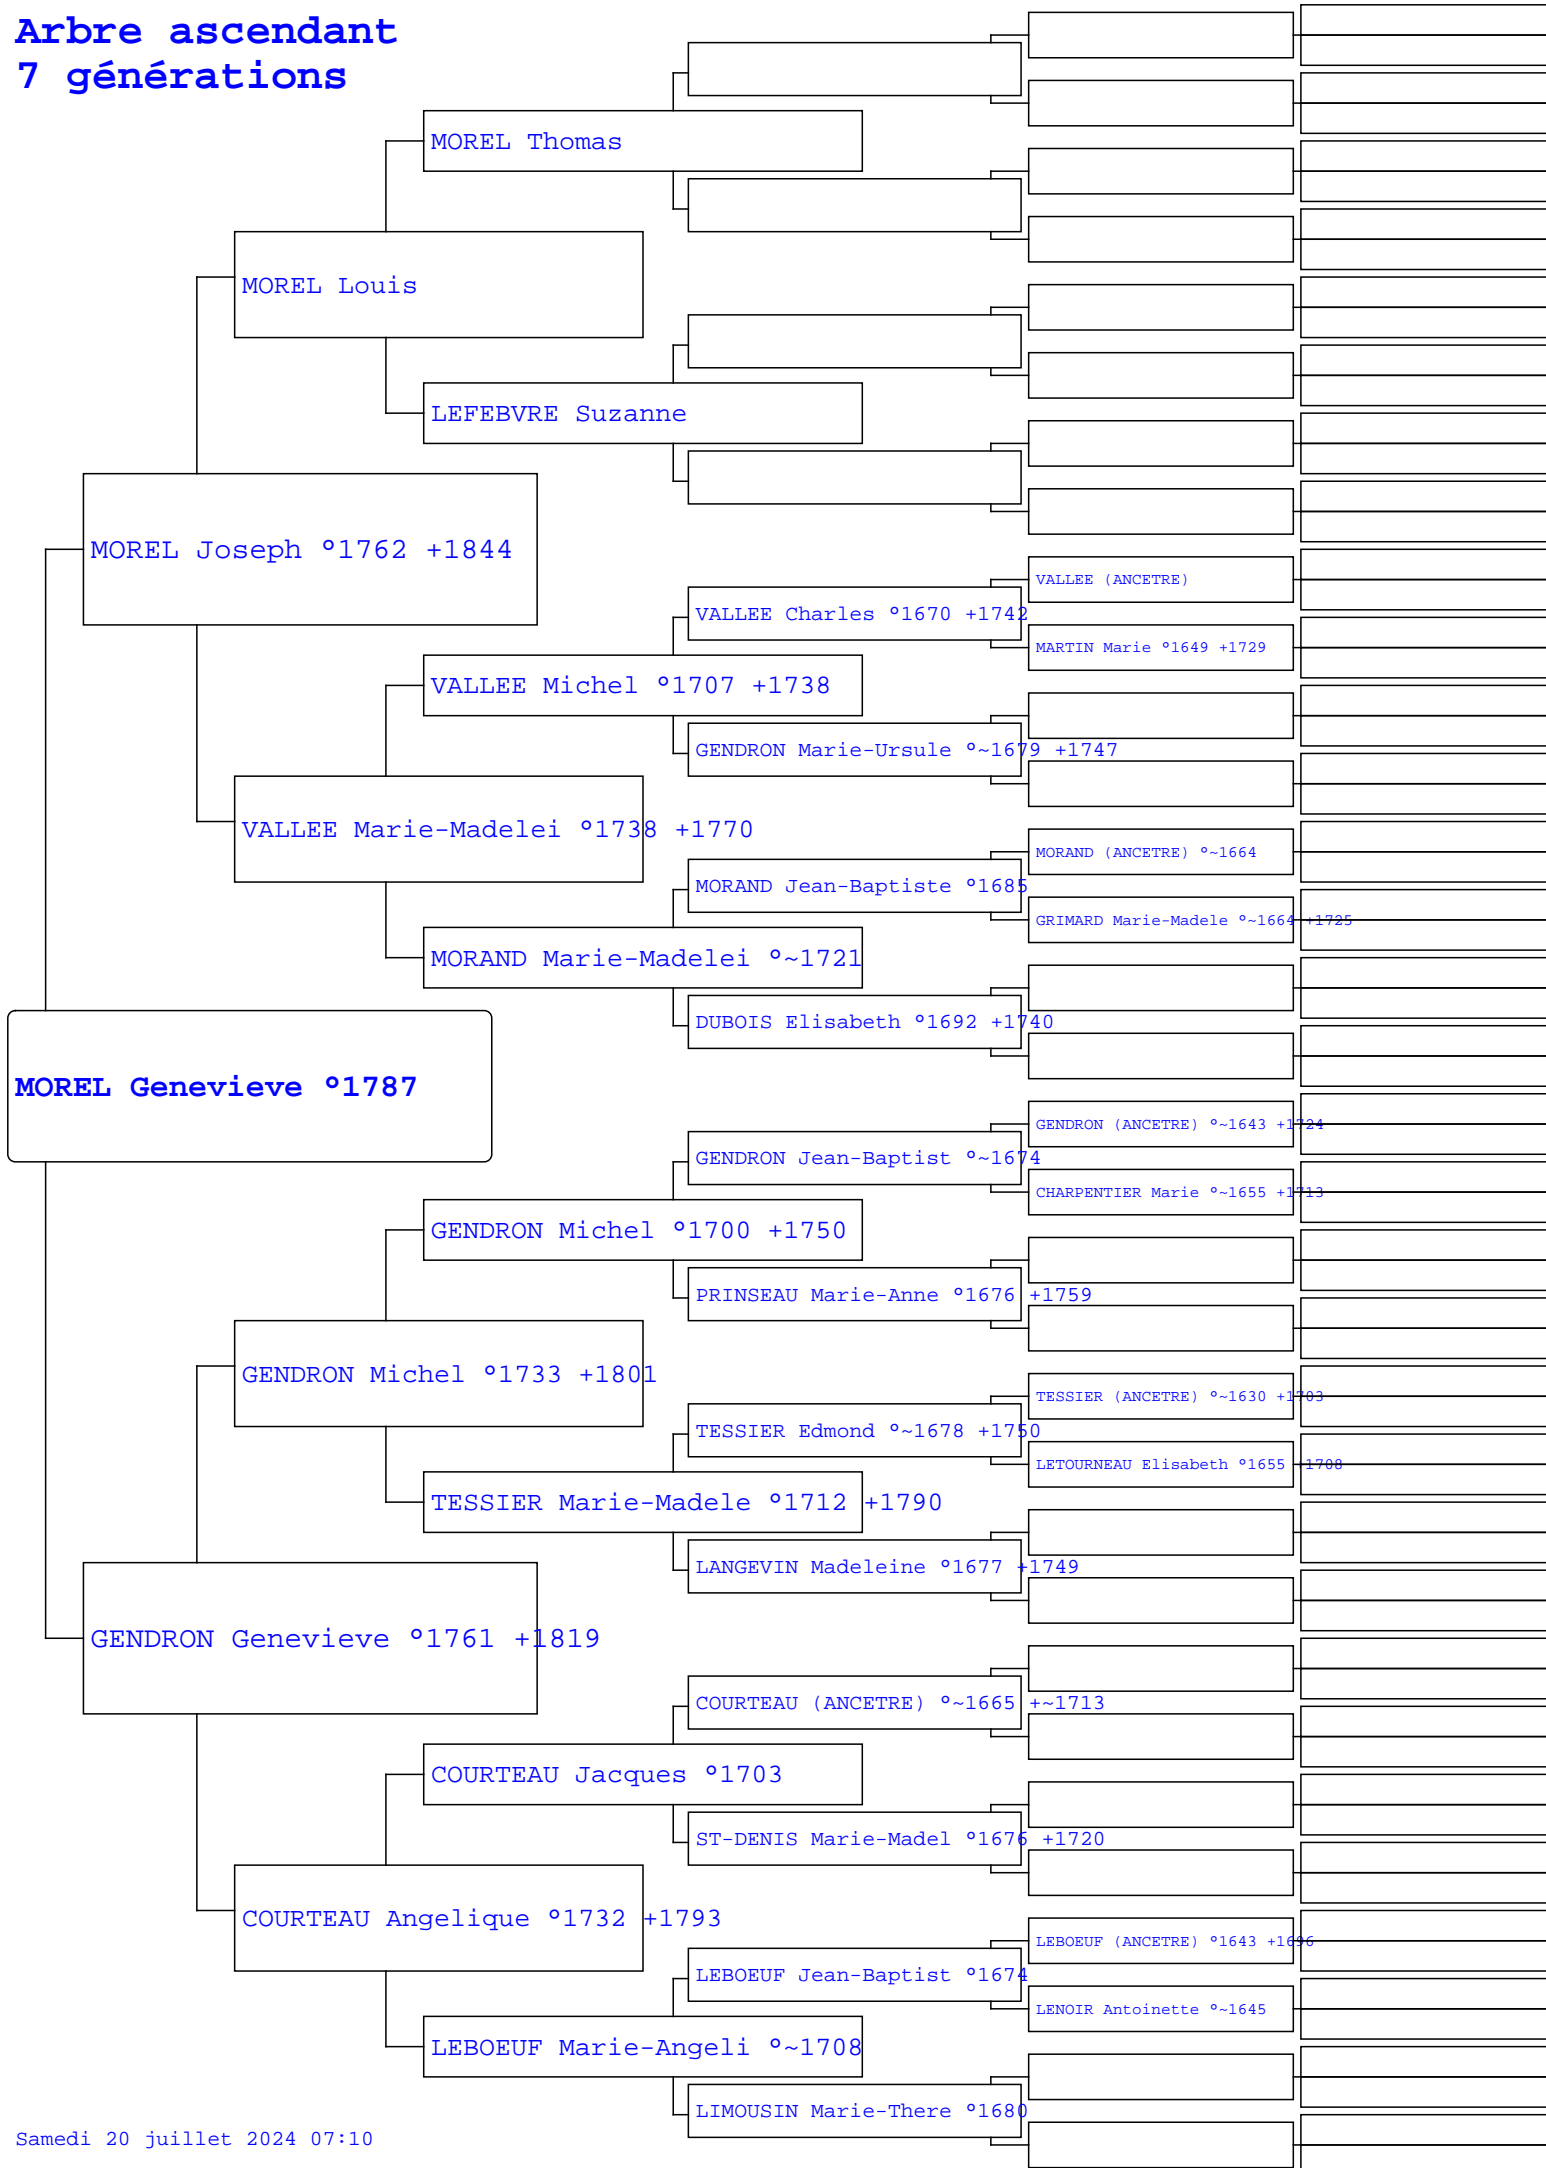 Arbre ascendant
7 générations
MOREL Thomas
MOREL Louis
LEFEBVRE Suzanne
MOREL Joseph °1762 +1844
VALLEE (ANCETRE)
VALLEE Charles °1670 +1742
MARTIN Marie °1649 +1729
VALLEE Michel °1707 +1738
GENDRON Marie-Ursule °~1679 +1747
VALLEE Marie-Madelei °1738 +1770
MORAND (ANCETRE) °~1664
MORAND Jean-Baptiste °1685
GRIMARD Marie-Madele °~1664 +1725
MORAND Marie-Madelei °~1721
DUBOIS Elisabeth °1692 +1740
MOREL Genevieve °1787
GENDRON (ANCETRE) °~1643 +1724
GENDRON Jean-Baptist °~1674
CHARPENTIER Marie °~1655 +1713
GENDRON Michel °1700 +1750
PRINSEAU Marie-Anne °1676 +1759
GENDRON Michel °1733 +1801
TESSIER (ANCETRE) °~1630 +1703
TESSIER Edmond °~1678 +1750
LETOURNEAU Elisabeth °1655 +1708
TESSIER Marie-Madele °1712 +1790
LANGEVIN Madeleine °1677 +1749
GENDRON Genevieve °1761 +1819
COURTEAU (ANCETRE) °~1665 +~1713
COURTEAU Jacques °1703
ST-DENIS Marie-Madel °1676 +1720
COURTEAU Angelique °1732 +1793
LEBOEUF (ANCETRE) °1643 +1696
LEBOEUF Jean-Baptist °1674
LENOIR Antoinette °~1645
LEBOEUF Marie-Angeli °~1708
LIMOUSIN Marie-There °1680
Samedi 20 juillet 2024 07:10